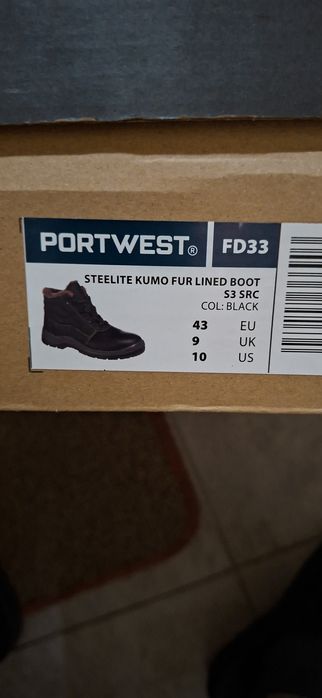 PORTWEST® FD33
STEELITE KUMO FUR LINED BOOT
S3 SRC
COL: BLACK
43 EU
9 UK
10 US